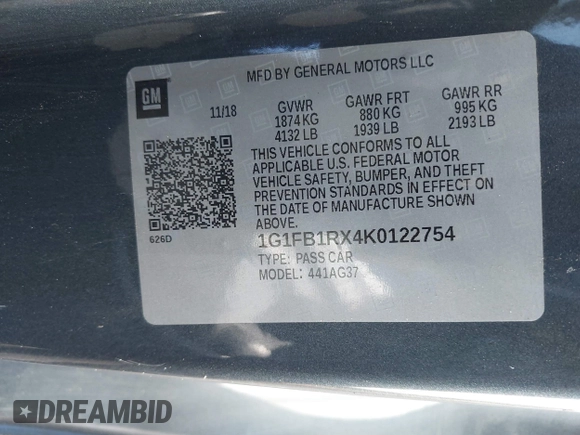 MFD BY GENERAL MOTORS LLC
GM
11/18 GVWR GAWR FRT GAWR RR
1874 KG 880 KG 995 KG
4132 LB 1939 LB 2193 LB
THIS VEHICLE CONFORMS TO ALL
APPLICABLE U.S. FEDERAL MOTOR
VEHICLE SAFETY, BUMPER, AND THEFT
PREVENTION STANDARDS IN EFFECT ON
THE DATE OF MANUFACTURE SHOWN
ABOVE.
626D
1G1FB1RX4K0122754
TYPE: PASS CAR
MODEL: 441AG37
DREAMBID